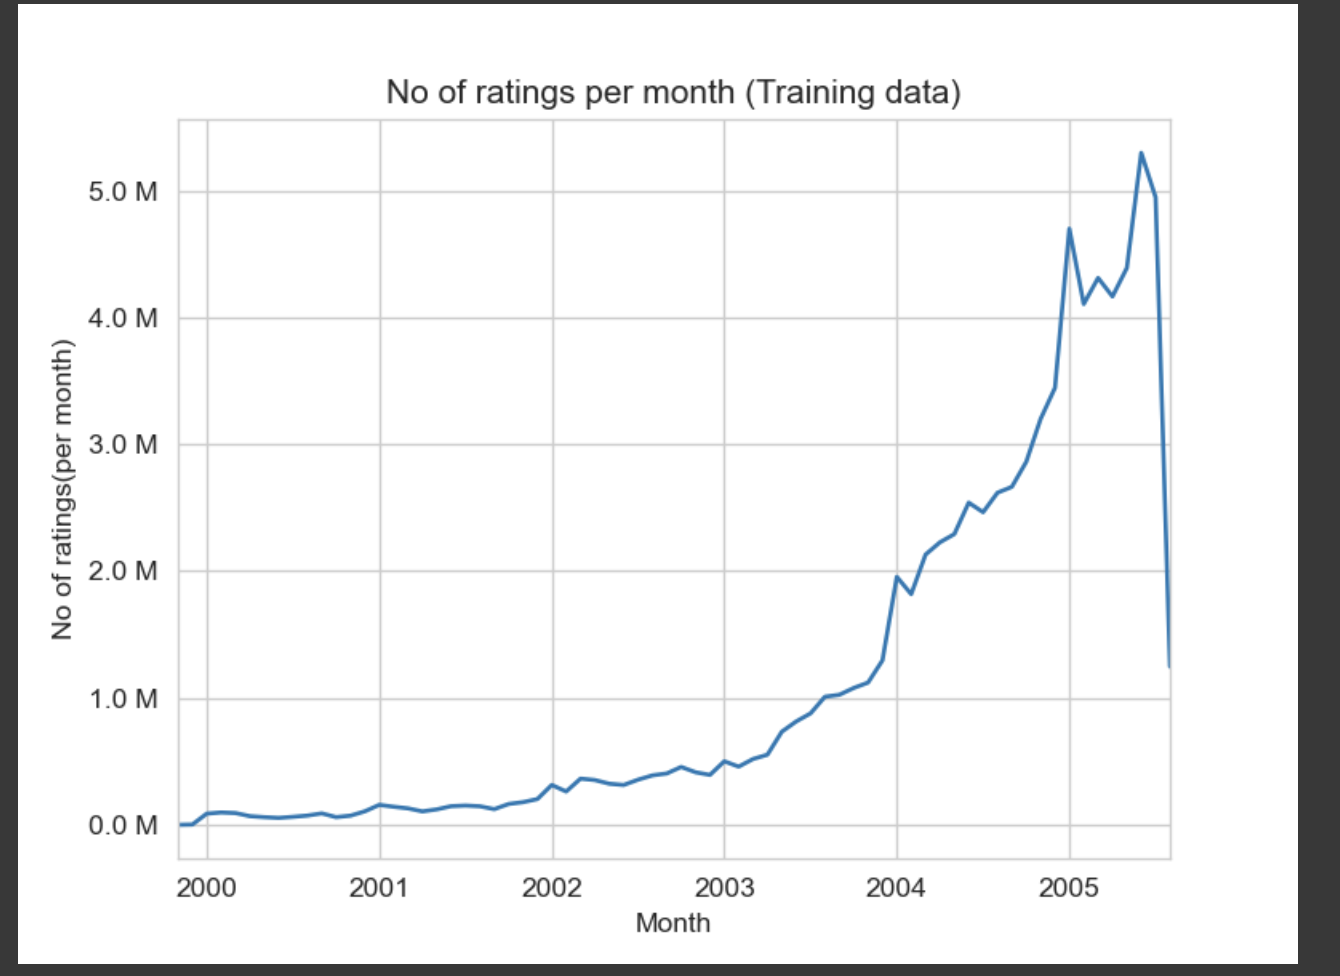 No of ratings per month (Training data)
5.0 M
4.0 M
3.0 M
2.0 M
1.0 M
0.0 M
No of ratings(per month)
2000 2001 2002 2003 2004 2005
Month